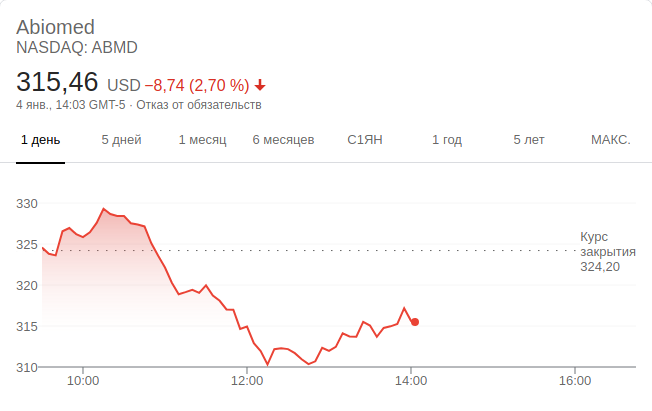 Abiomed
NASDAQ: ABMD
315,46 USD −8,74 (2,70 %)
4 янв., 14:03 GMT-5 · Отказ от обязательств
1 день 5 дней 1 месяц 6 месяцев С1ЯН 1 год 5 лет МАКС.
330
325
320
315
310
Курс
закрытия
324,20
10:00 12:00 14:00 16:00